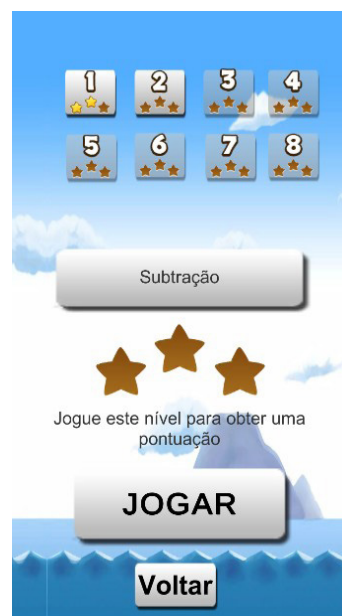 1 2 3 4
5 6 7 8
Subtração
Jogue este nível para obter uma
pontuação
JOGAR
Voltar